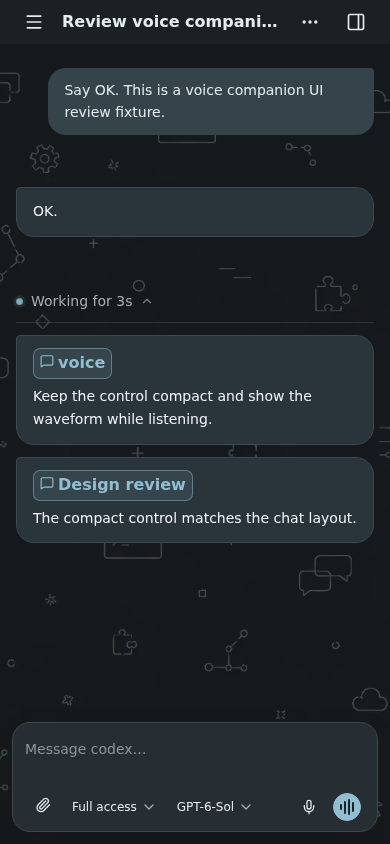 Review voice compani...
Say OK. This is a voice companion UI
review fixture.
OK.
Working for 3s
voice
Keep the control compact and show the
waveform while listening.
Design review
The compact control matches the chat layout.
Message codex...
Full access
GPT-6-Sol